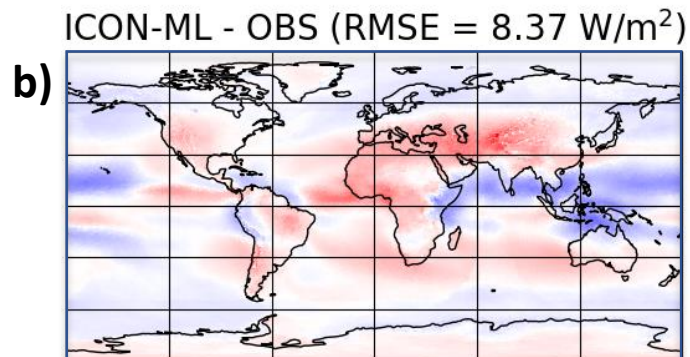 ICON-ML - OBS (RMSE = 8.37 W/m²)
b)